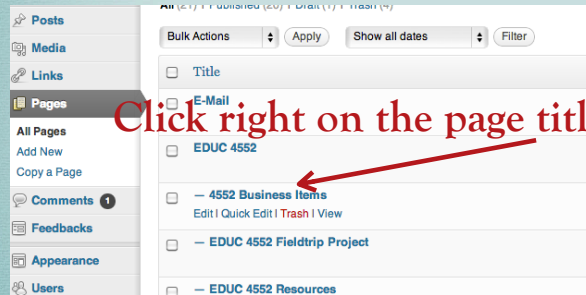 All (21) | Published (20) | Draft (1) | Trash (4)
Posts
Media
Links
Pages
All Pages
Add New
Copy a Page
Comments 1
Feedbacks
Appearance
Users
Bulk Actions Apply Show all dates Filter
Title
E-Mail
Click right on the page titl
EDUC 4552
— 4552 Business Items
Edit | Quick Edit | Trash | View
— EDUC 4552 Fieldtrip Project
— EDUC 4552 Resources